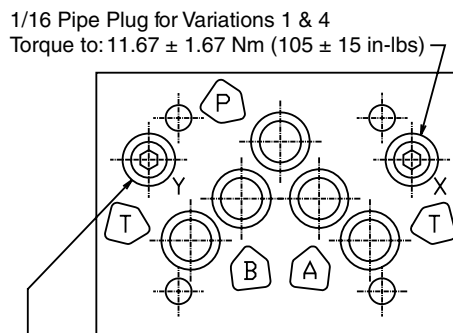 1/16 Pipe Plug for Variations 1 & 4
Torque to: 11.67 ± 1.67 Nm (105 ± 15 in-lbs)
P
Y
X
T
T
B
A